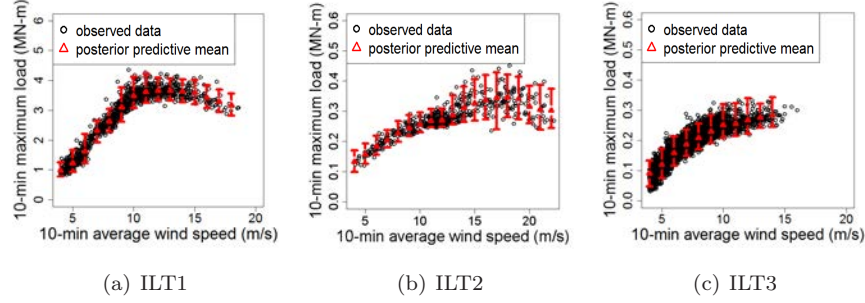 10-min maximum load (MN-m)
0 1 2 3 4 5 6
observed data
posterior predictive mean
5 10 15 20
10-min average wind speed (m/s)
(a) ILT1
10-min maximum load (MN-m)
0.0 0.1 0.2 0.3 0.4 0.5 0.6
observed data
posterior predictive mean
5 10 15 20
10-min average wind speed (m/s)
(b) ILT2
10-min maximum load (MN-m)
0.0 0.1 0.2 0.3 0.4 0.5 0.6
observed data
posterior predictive mean
5 10 15 20
10-min average wind speed (m/s)
(c) ILT3